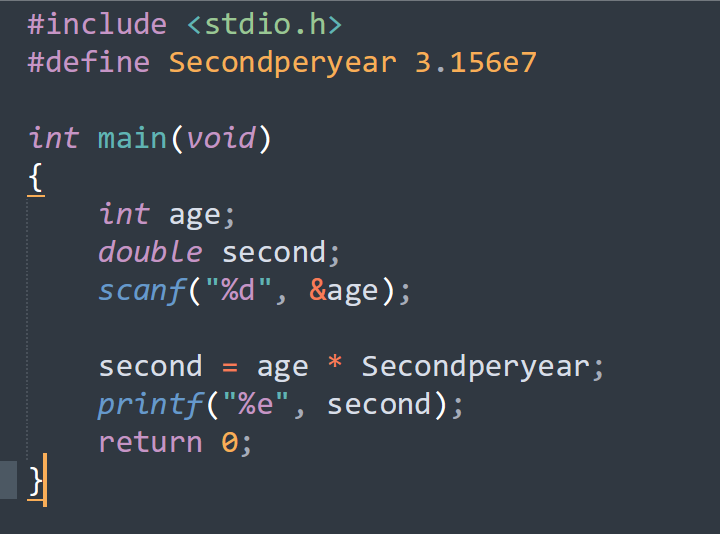 #include <stdio.h>
#define Secondperyear 3.156e7

int main(void)
{
    int age;
    double second;
    scanf("%d", &age);

    second = age * Secondperyear;
    printf("%e", second);
    return 0;
}